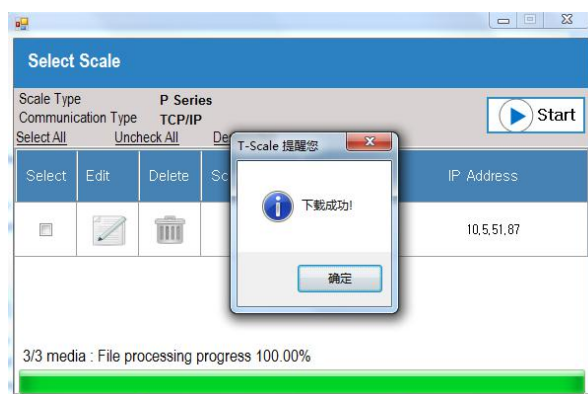 Select Scale
Scale Type P Series
Communication Type TCP/IP
Start
Select All Uncheck All
T-Scale 提醒您
Select Edit Delete IP Address
下载成功!
10,5,51,87
确定
3/3 media : File processing progress 100.00%